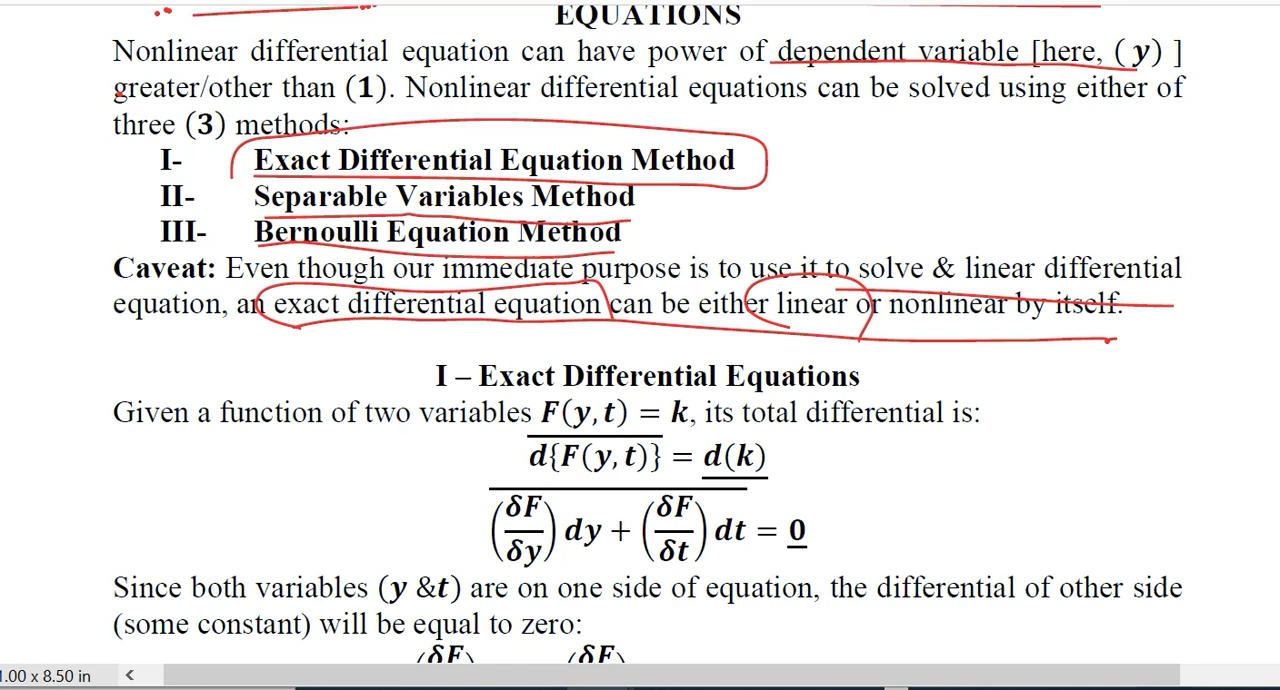 EQUATIONS
Nonlinear differential equation can have power of dependent variable [here, (y) ]
greater/other than (1). Nonlinear differential equations can be solved using either of
three (3) methods:
I- Exact Differential Equation Method
II- Separable Variables Method
III- Bernoulli Equation Method
Caveat: Even though our immediate purpose is to use it to solve & linear differential
equation, an exact differential equation can be either linear or nonlinear by itself.
I – Exact Differential Equations
Given a function of two variables F(y, t) = k, its total differential is:
d{F(y, t)} = d(k)
(δF/δy) dy + (δF/δt) dt = 0
Since both variables (y &t) are on one side of equation, the differential of other side
(some constant) will be equal to zero:
(δF) (δF)
1.00 x 8.50 in